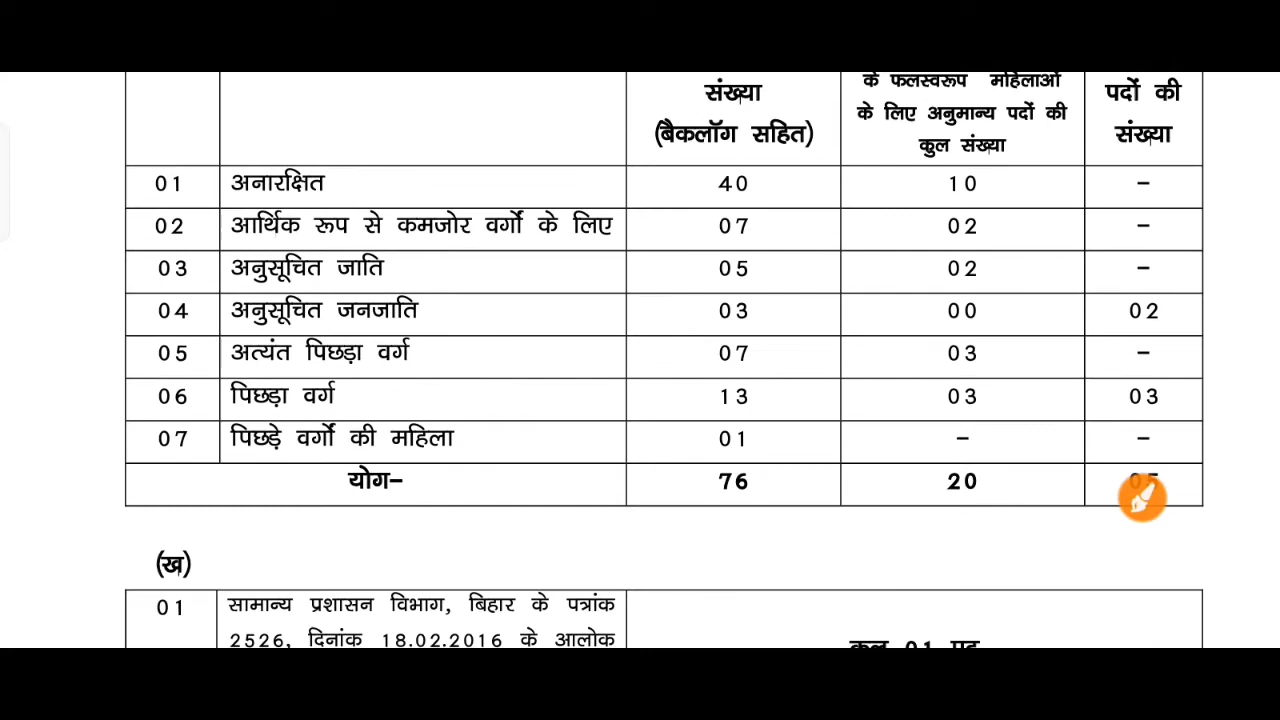 संख्या
(बैकलॉग सहित)
के फलस्वरूप महिलाओं
के लिए अनुमान्य पदों की
कुल संख्या
पदों की
संख्या
01 अनारक्षित 40 10 –
02 आर्थिक रूप से कमजोर वर्गों के लिए 07 02 –
03 अनुसूचित जाति 05 02 –
04 अनुसूचित जनजाति 03 00 02
05 अत्यंत पिछड़ा वर्ग 07 03 –
06 पिछड़ा वर्ग 13 03 03
07 पिछड़े वर्गों की महिला 01 – –
योग– 76 20 05
(ख)
01 सामान्य प्रशासन विभाग, बिहार के पत्रांक
2526, दिनांक 18.02.2016 के आलोक
कुल 01 पद